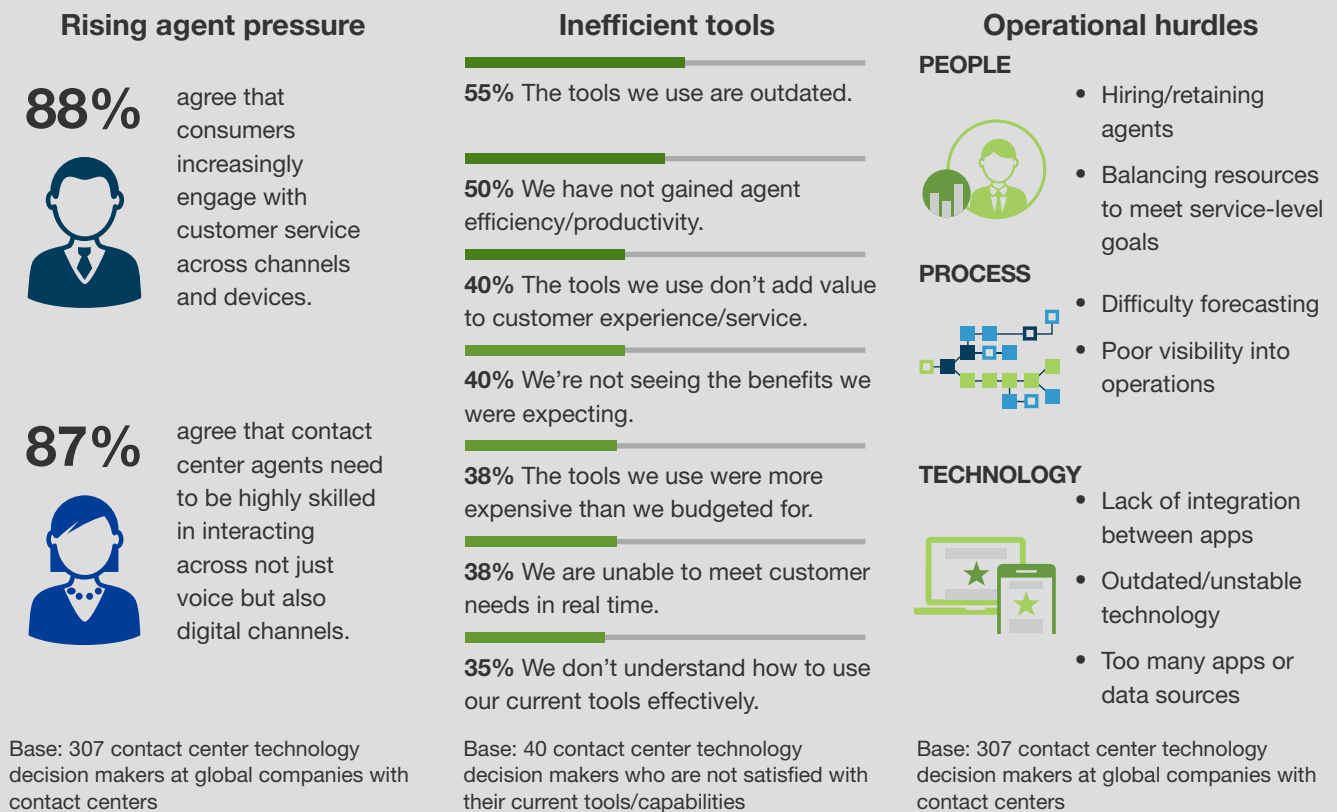 Rising agent pressure
88%
agree that
consumers
increasingly
engage with
customer service
across channels
and devices.
87%
agree that contact
center agents need
to be highly skilled
in interacting
across not just
voice but also
digital channels.
Base: 307 contact center technology
decision makers at global companies with
contact centers
Inefficient tools
55% The tools we use are outdated.
50% We have not gained agent
efficiency/productivity.
40% The tools we use don’t add value
to customer experience/service.
40% We’re not seeing the benefits we
were expecting.
38% The tools we use were more
expensive than we budgeted for.
38% We are unable to meet customer
needs in real time.
35% We don’t understand how to use
our current tools effectively.
Base: 40 contact center technology
decision makers who are not satisfied with
their current tools/capabilities
Operational hurdles
PEOPLE
• Hiring/retaining
agents
• Balancing resources
to meet service-level
goals
PROCESS
• Difficulty forecasting
• Poor visibility into
operations
TECHNOLOGY
• Lack of integration
between apps
• Outdated/unstable
technology
• Too many apps or
data sources
Base: 307 contact center technology
decision makers at global companies with
contact centers